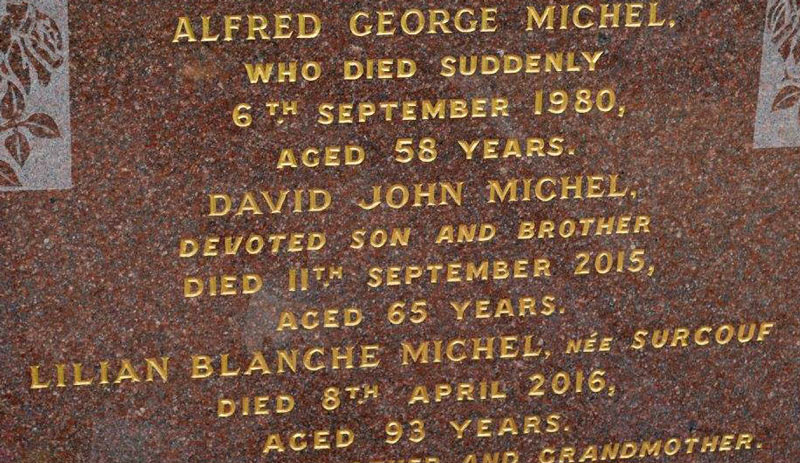 ALFRED GEORGE MICHEL,
WHO DIED SUDDENLY
6TH SEPTEMBER 1980,
AGED 58 YEARS.
DAVID JOHN MICHEL,
DEVOTED SON AND BROTHER
DIED 11TH SEPTEMBER 2015,
AGED 65 YEARS.
LILIAN BLANCHE MICHEL, NÉE SURCOUF
DIED 8TH APRIL 2016,
AGED 93 YEARS.
AND GRANDMOTHER.